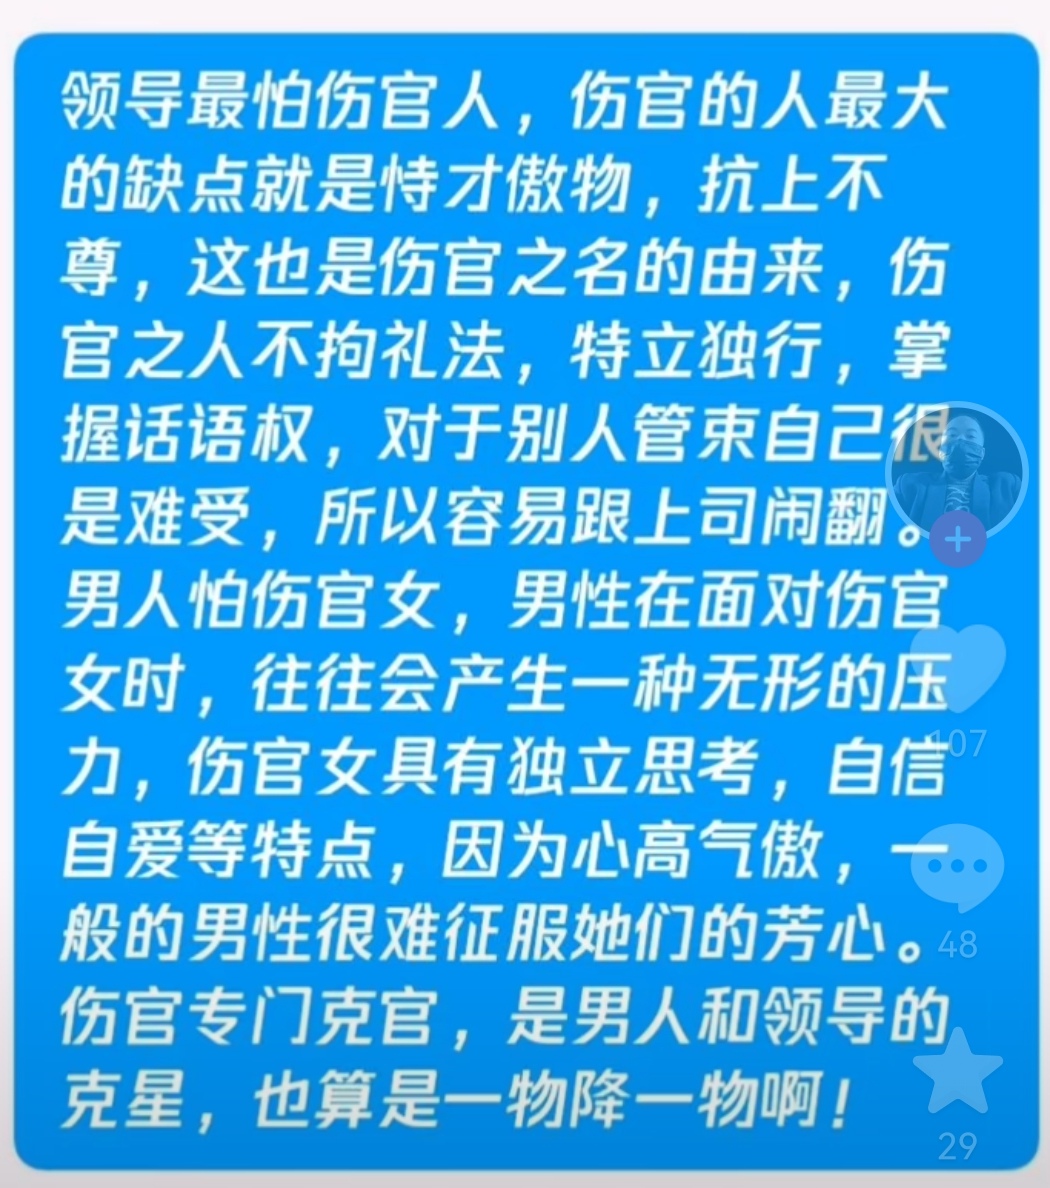 领导最怕伤官人，伤官的人最大
的缺点就是恃才傲物，抗上不
尊，这也是伤官之名的由来，伤
官之人不拘礼法，特立独行，掌
握话语权，对于别人管束自己很
是难受，所以容易跟上司闹翻。
男人怕伤官女，男性在面对伤官
女时，往往会产生一种无形的压
力，伤官女具有独立思考，自信
自爱等特点，因为心高气傲，一
般的男性很难征服她们的芳心。
伤官专门克官，是男人和领导的
克星，也算是一物降一物啊！
107
48
29